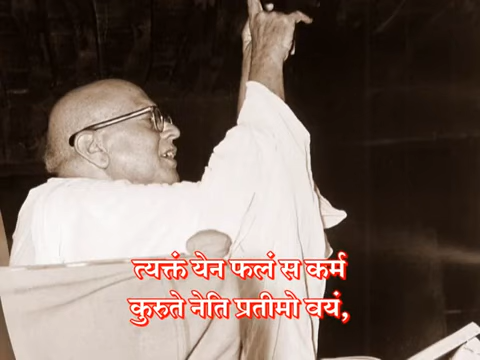 त्यक्तं येन फलं स कर्म
कुरुते नेति प्रतीमो वयं,